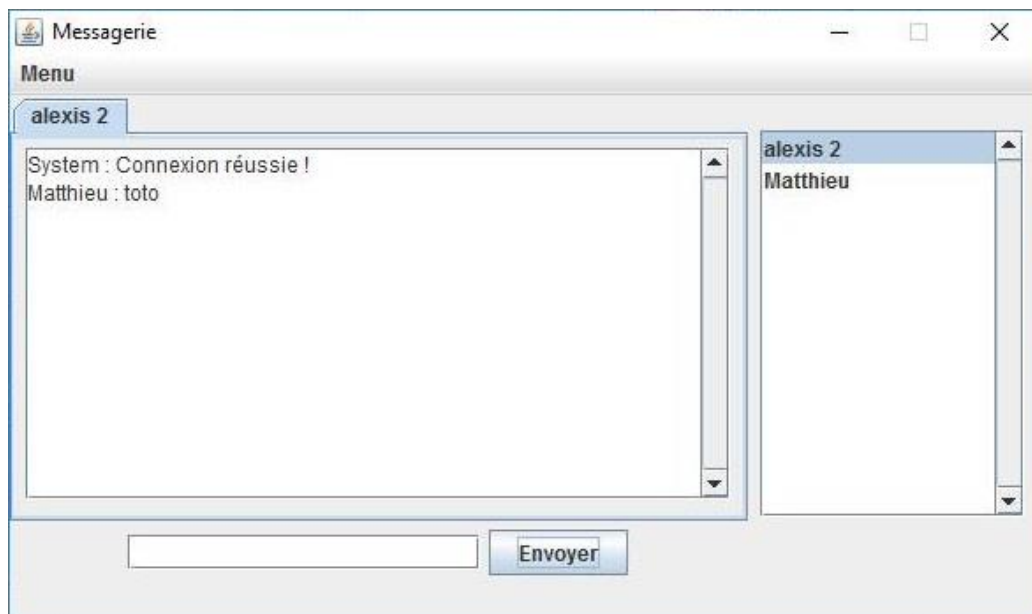 Messagerie
Menu
alexis 2
System : Connexion réussie !
Matthieu : toto
alexis 2
Matthieu
Envoyer